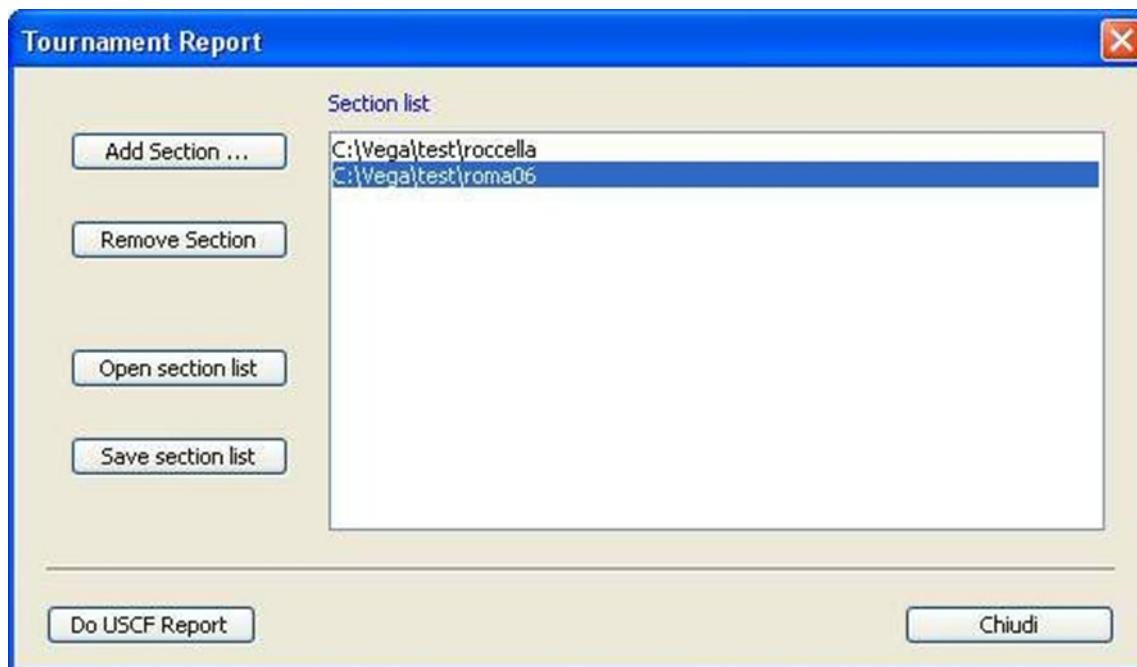 Tournament Report
Section list
Add Section ...
C:\Vega\test\roccella
C:\Vega\test\roma06
Remove Section
Open section list
Save section list
Do USCF Report
Chiudi